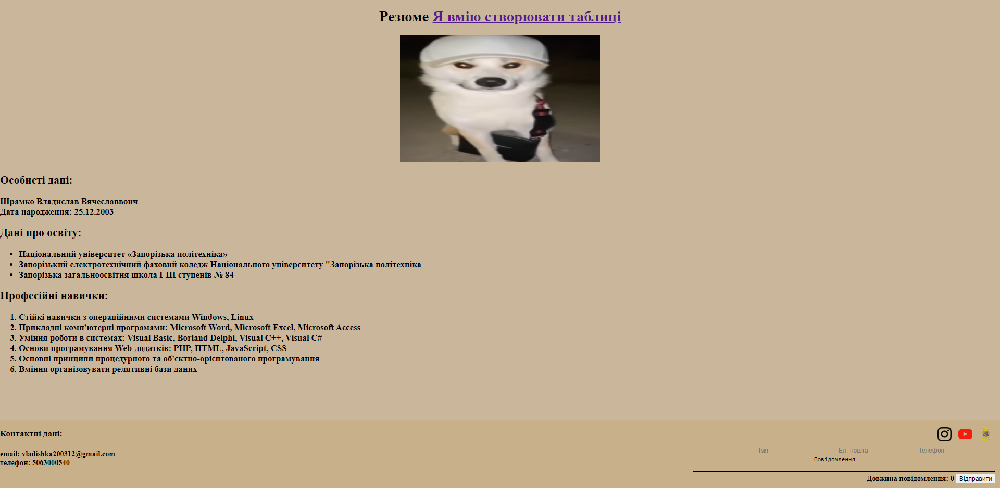 Резюме Я вмію створювати таблиці
Особисті дані:
Шрамко Владислав Вячеславвоич
Дата народження: 25.12.2003
Дані про освіту:
• Національний університет «Запорізька політехніка»
• Запорізький електротехнічний фаховий коледж Національного університету "Запорізька політехніка
• Запорізька загальноосвітня школа І-ІІІ ступенів № 84
Професійні навички:
1. Стійкі навички з операційними системами Windows, Linux
2. Прикладні комп'ютерні програмами: Microsoft Word, Microsoft Excel, Microsoft Access
3. Уміння роботи в системах: Visual Basic, Borland Delphi, Visual C++, Visual C#
4. Основи програмування Web-додатків: PHP, HTML, JavaScript, CSS
5. Основні принципи процедурного та об'єктно-орієнтованого програмування
6. Вміння організовувати релятивні бази даних
Контактні дані:
email: vladishka200312@gmail.com
телефон: 5063000540
Імя Ел. пошта Телефон
Повідомлення
Довжина повідомлення: 0 Відправити